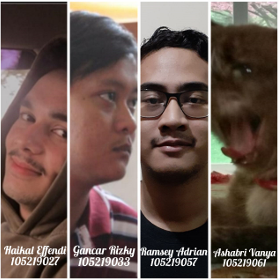 Haikal Effendi
105219027
Gancar Rizky
105219033
Ramsey Adrian
105219057
Ashabri Vanya
105219061